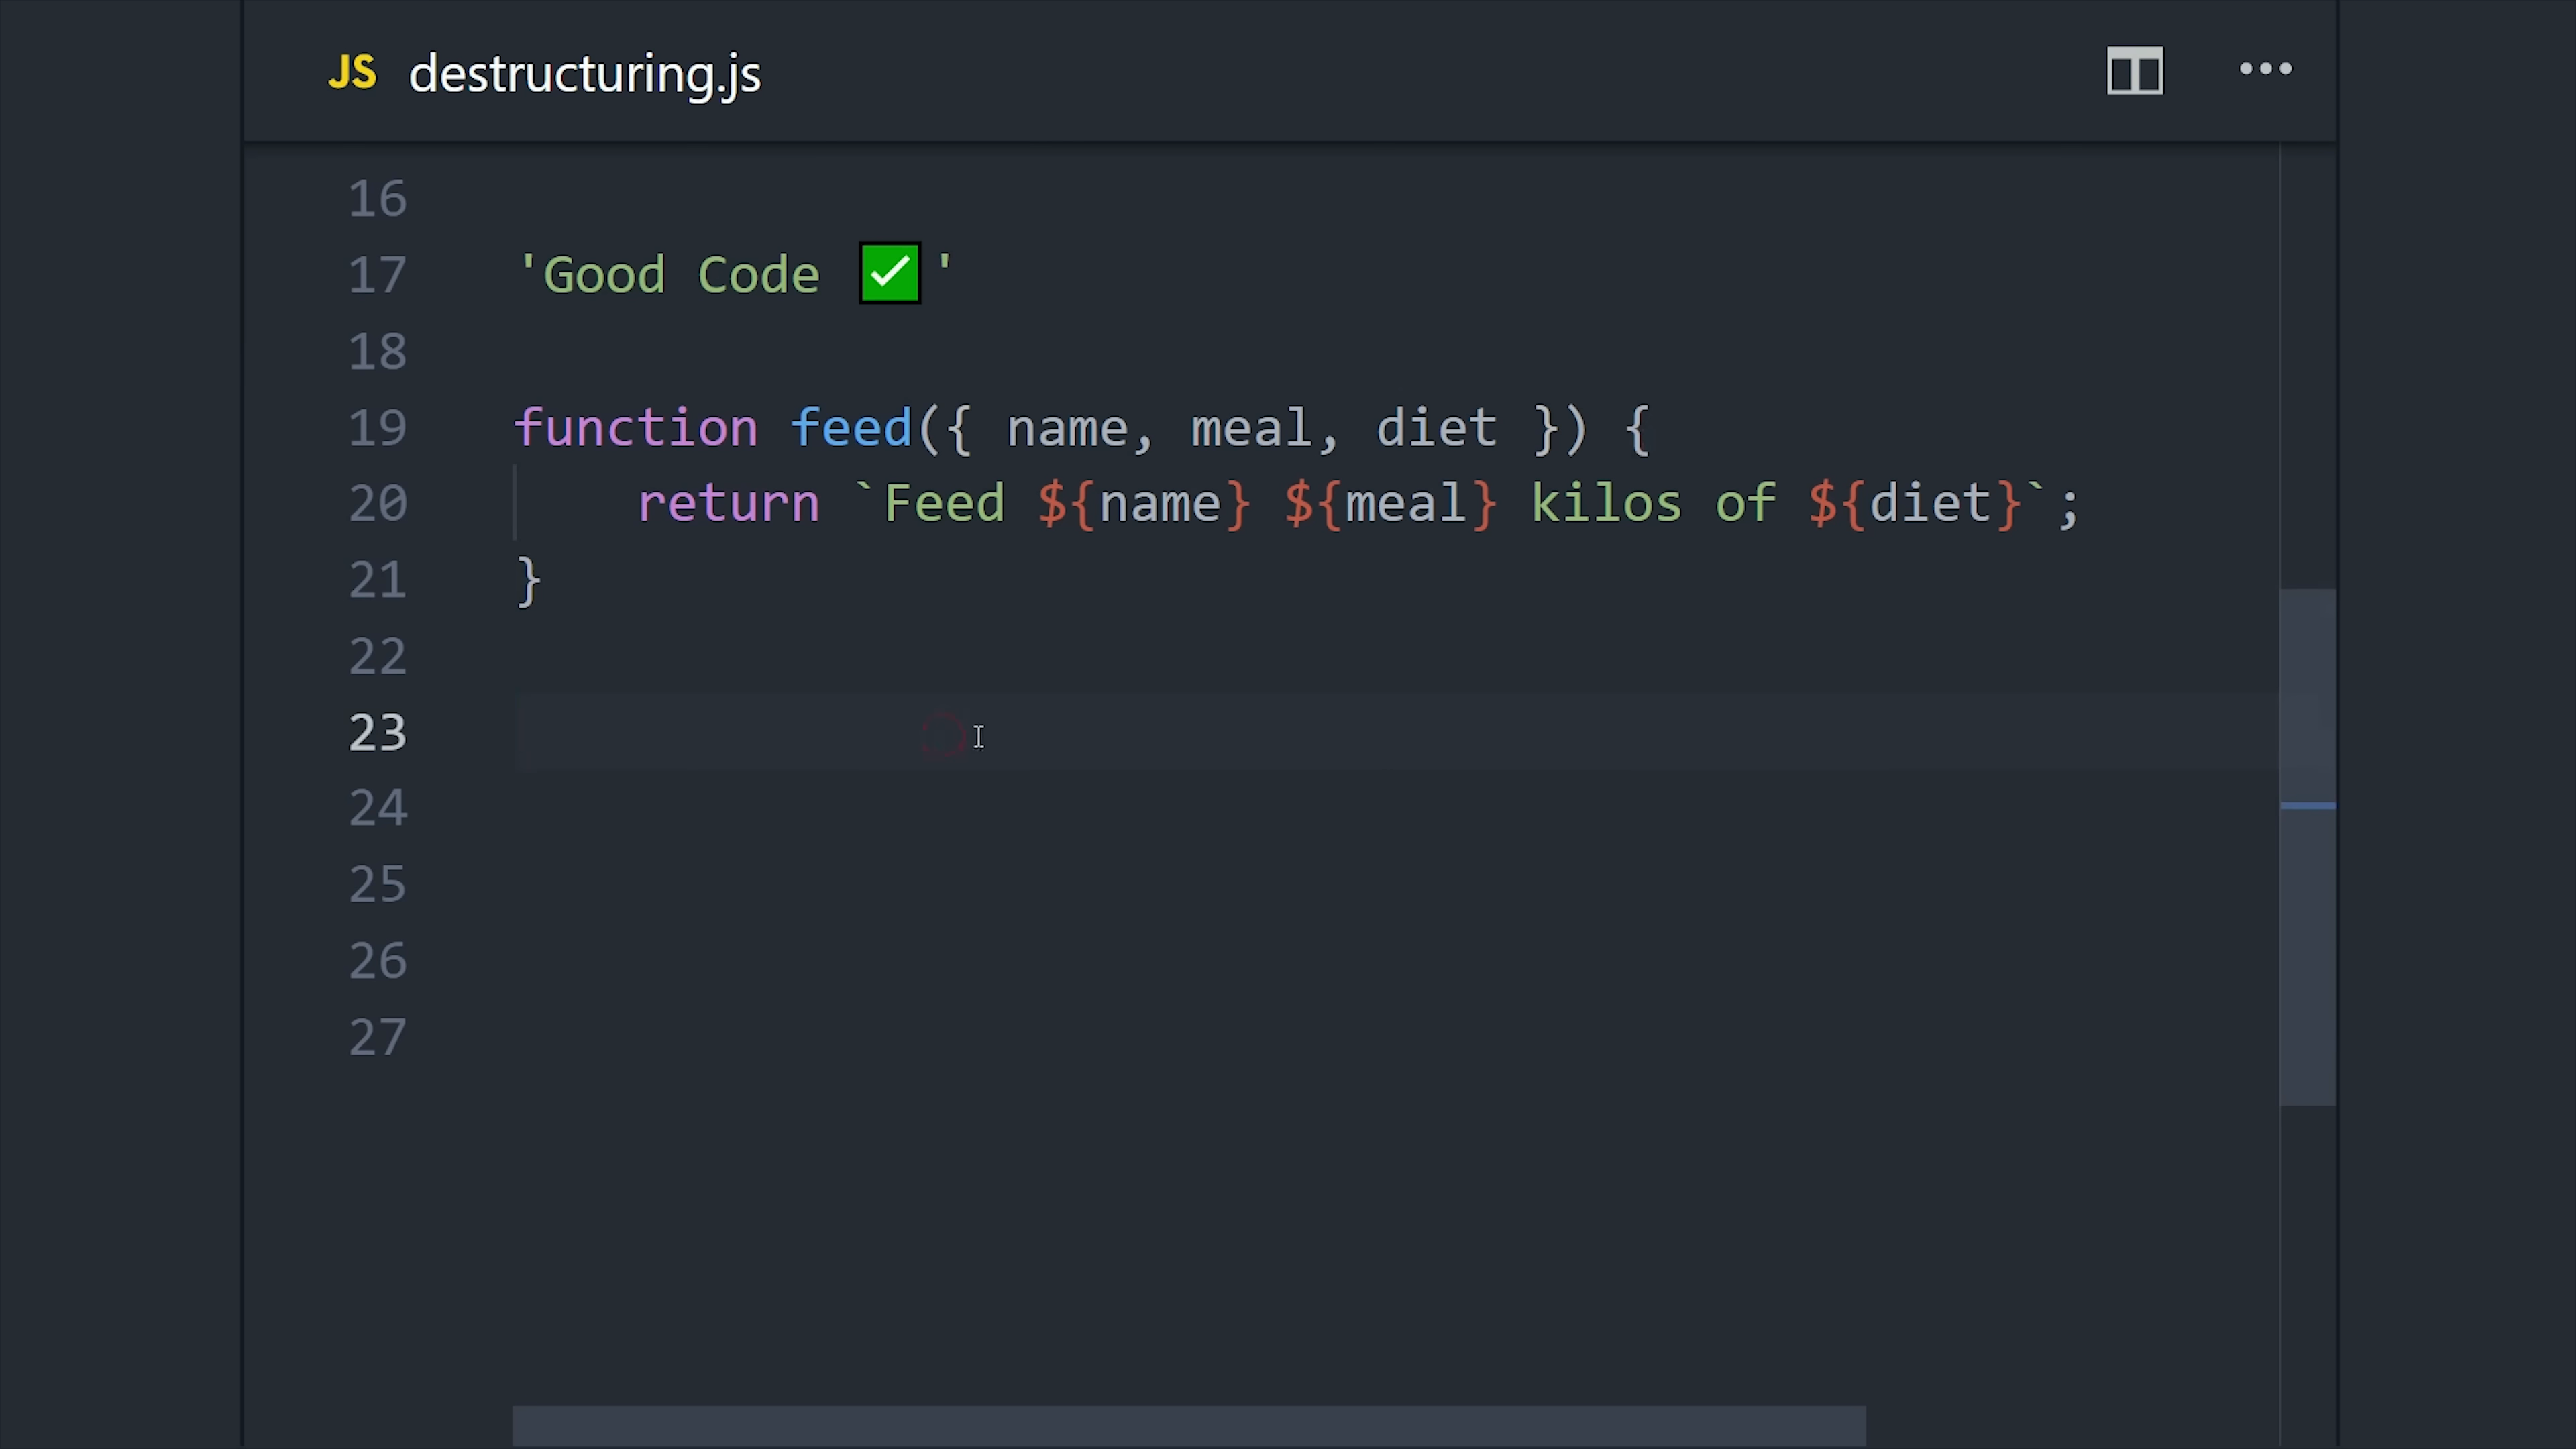 JS destructuring.js
16
17 'Good Code ✅'
18
19 function feed({ name, meal, diet }) {
20     return `Feed ${name} ${meal} kilos of ${diet}`;
21 }
22
23
24
25
26
27